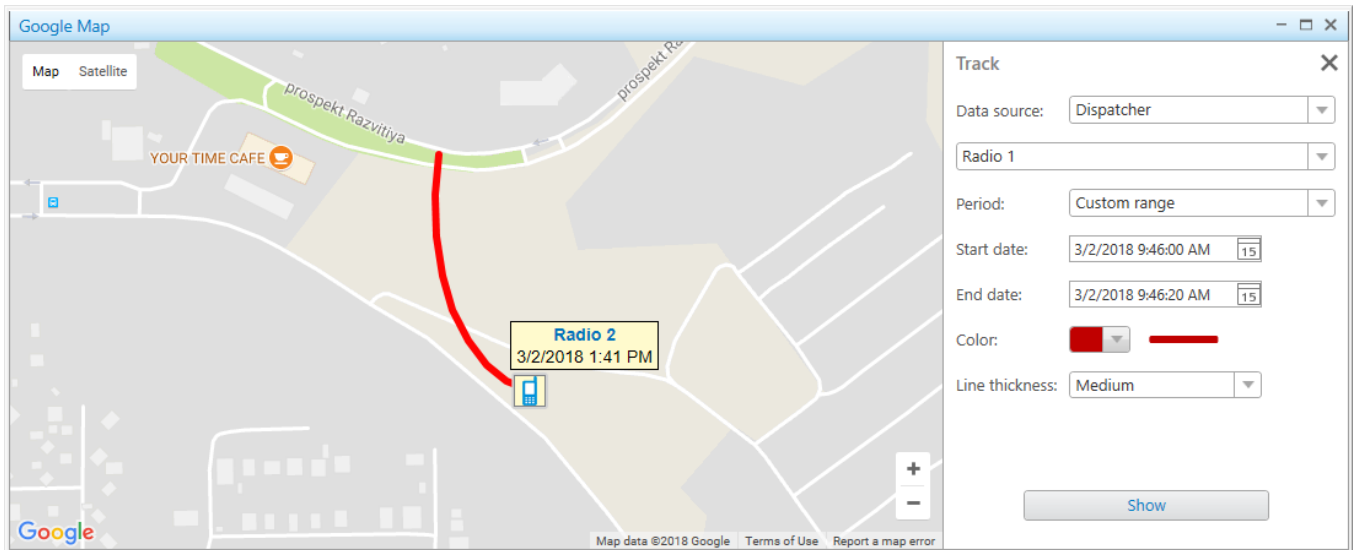 Google Map
Map Satellite
prospekt Razvitiya
prospekt Ra
YOUR TIME CAFE
Radio 2
3/2/2018 1:41 PM
+
−
Google
Map data ©2018 Google Terms of Use Report a map error
Track
Data source: Dispatcher
Radio 1
Period: Custom range
Start date: 3/2/2018 9:46:00 AM 15
End date: 3/2/2018 9:46:20 AM 15
Color:
Line thickness: Medium
Show